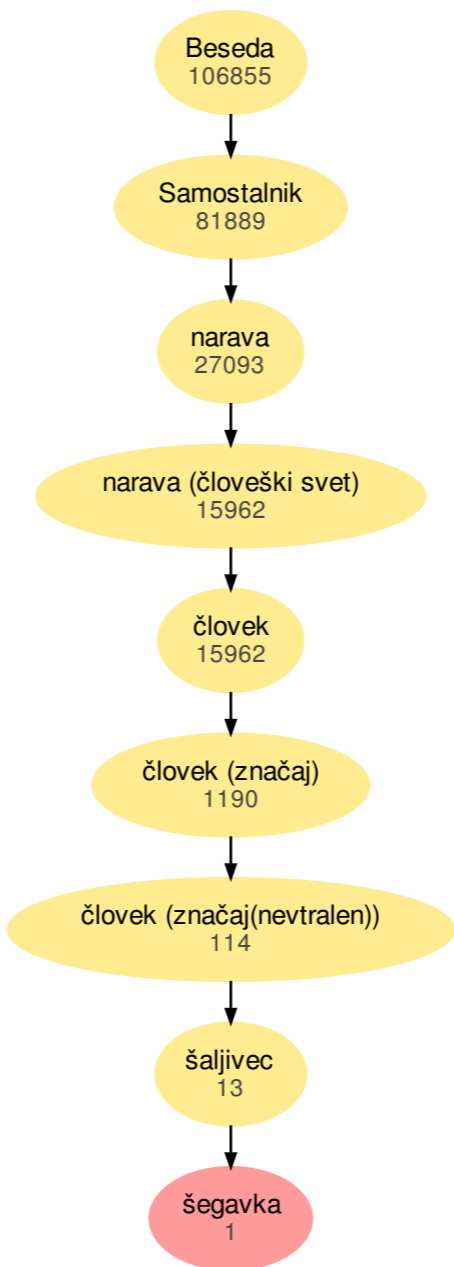 Beseda
106855
Samostalnik
81889
narava
27093
narava (človeški svet)
15962
človek
15962
človek (značaj)
1190
človek (značaj(nevtralen))
114
šaljivec
13
šegavka
1